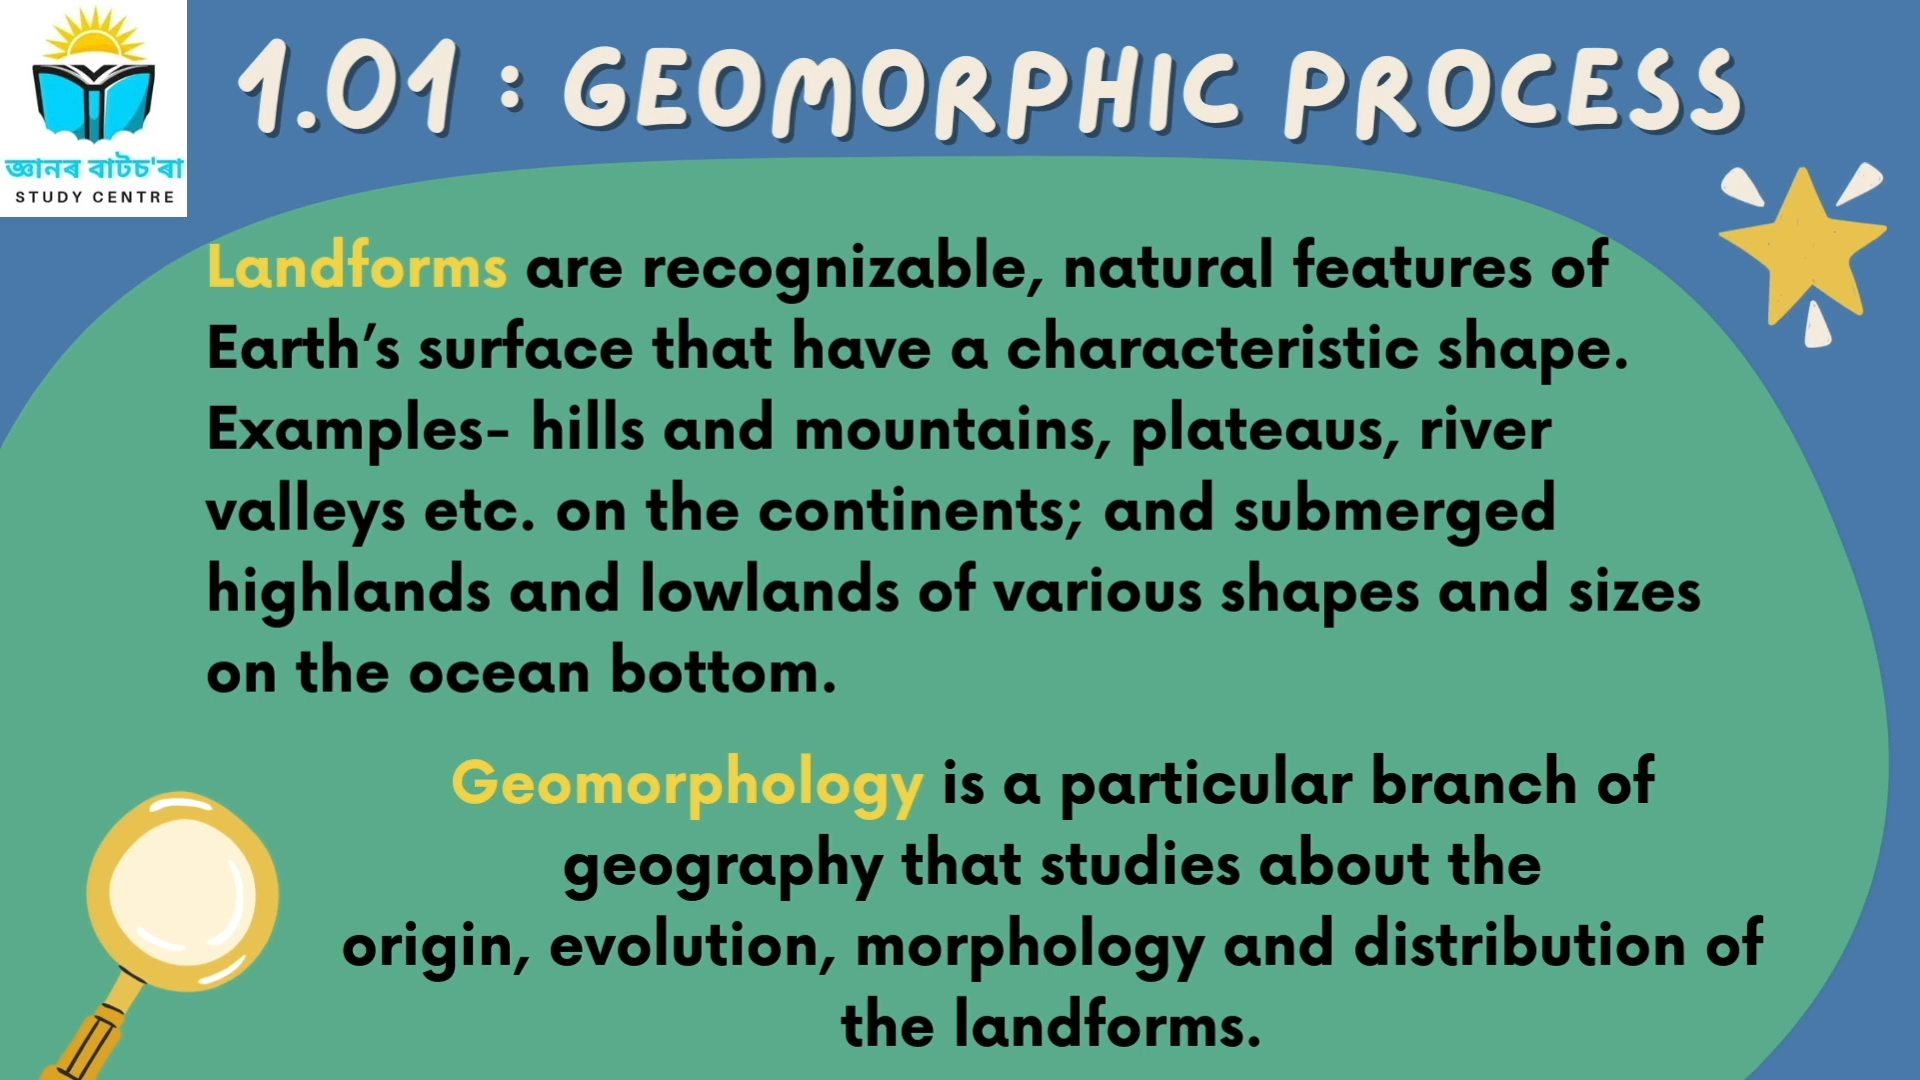 জ্ঞানৰ বাটচ'ৰা
STUDY CENTRE
1.01 : GEOMORPHIC PROCESS
Landforms are recognizable, natural features of
Earth’s surface that have a characteristic shape.
Examples- hills and mountains, plateaus, river
valleys etc. on the continents; and submerged
highlands and lowlands of various shapes and sizes
on the ocean bottom.
Geomorphology is a particular branch of
geography that studies about the
origin, evolution, morphology and distribution of
the landforms.